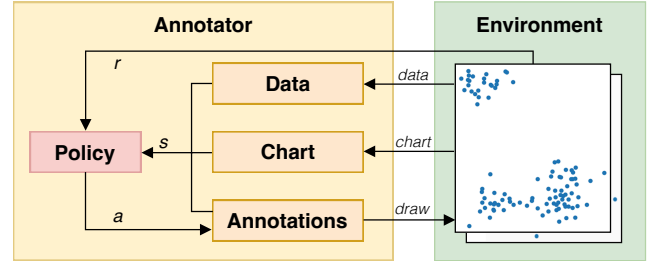 Annotator
Environment
r
data
Data
s
chart
Policy
Chart
a
draw
Annotations